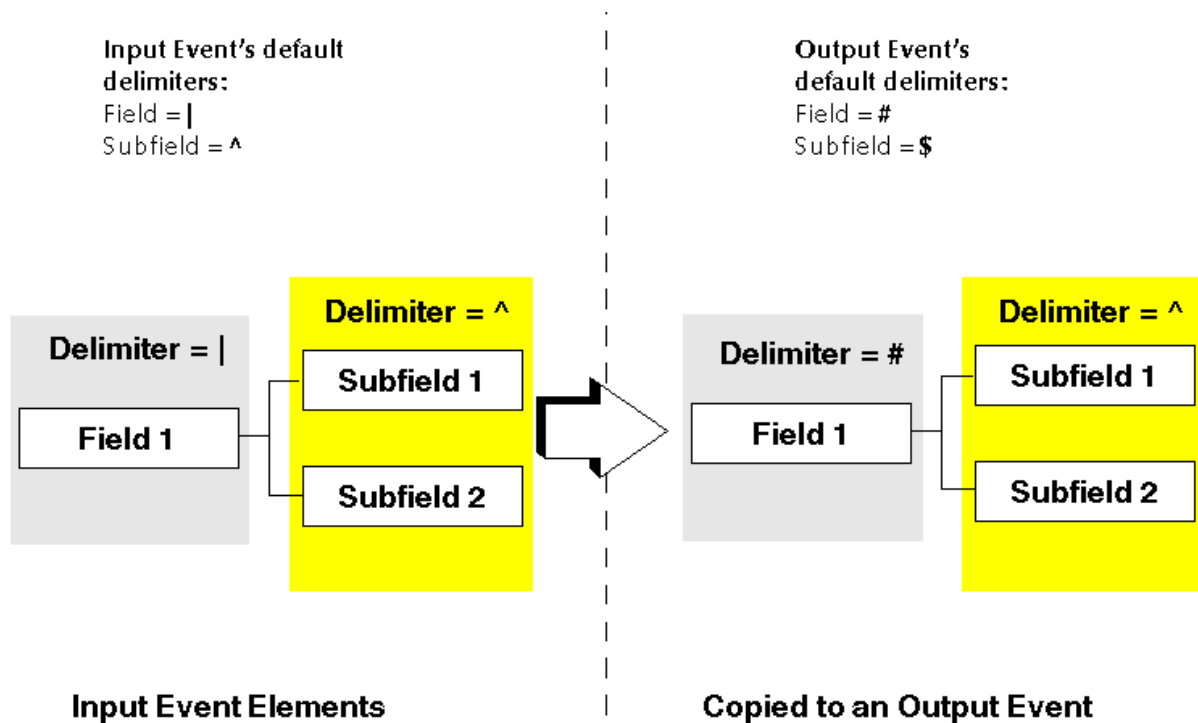 Input Event's default
delimiters:
Field = |
Subfield = ^
Output Event's
default delimiters:
Field = #
Subfield = $
Delimiter = |
Field 1
Delimiter = ^
Subfield 1
Subfield 2
Delimiter = #
Field 1
Delimiter = ^
Subfield 1
Subfield 2
Input Event Elements
Copied to an Output Event